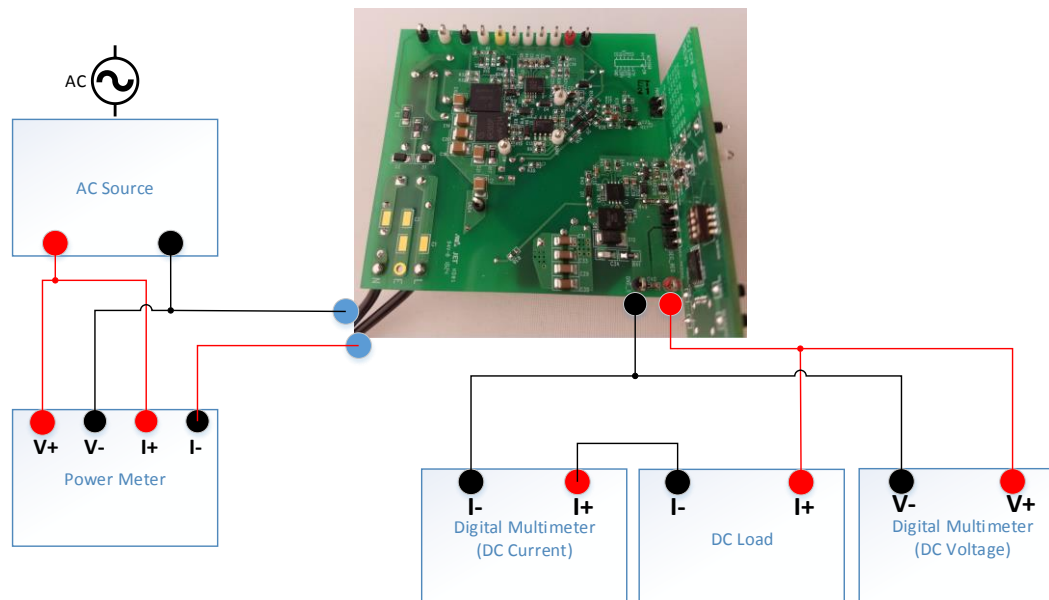 AC
AC Source
V+
V-
I+
I-
Power Meter
N
E
L
I-
I+
Digital Multimeter
(DC Current)
I-
I+
DC Load
V-
V+
Digital Multimeter
(DC Voltage)